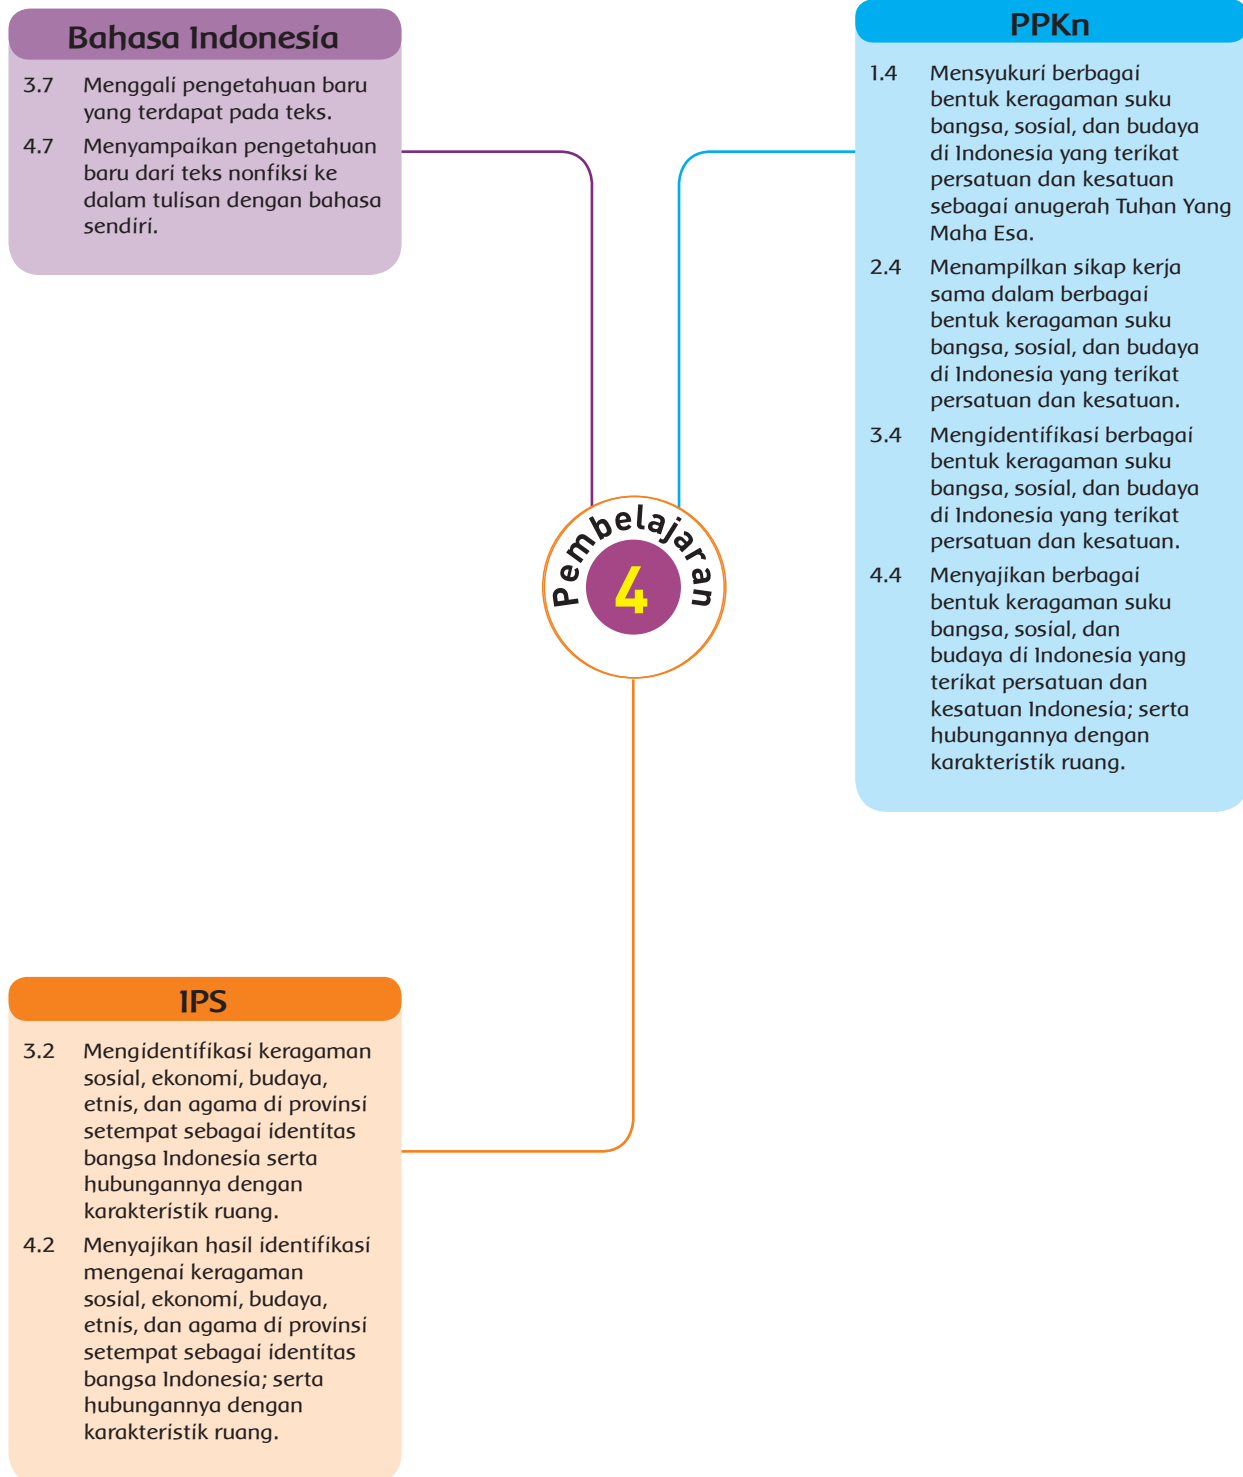 Bahasa Indonesia
3.7 Menggali pengetahuan baru
yang terdapat pada teks.
4.7 Menyampaikan pengetahuan
baru dari teks nonfiksi ke
dalam tulisan dengan bahasa
sendiri.
PPKn
1.4 Mensyukuri berbagai
bentuk keragaman suku
bangsa, sosial, dan budaya
di Indonesia yang terikat
persatuan dan kesatuan
sebagai anugerah Tuhan Yang
Maha Esa.
2.4 Menampilkan sikap kerja
sama dalam berbagai
bentuk keragaman suku
bangsa, sosial, dan budaya
di Indonesia yang terikat
persatuan dan kesatuan.
3.4 Mengidentifikasi berbagai
bentuk keragaman suku
bangsa, sosial, dan budaya
di Indonesia yang terikat
persatuan dan kesatuan.
4.4 Menyajikan berbagai
bentuk keragaman suku
bangsa, sosial, dan
budaya di Indonesia yang
terikat persatuan dan
kesatuan Indonesia; serta
hubungannya dengan
karakteristik ruang.
Pembelajaran
4
IPS
3.2 Mengidentifikasi keragaman
sosial, ekonomi, budaya,
etnis, dan agama di provinsi
setempat sebagai identitas
bangsa Indonesia serta
hubungannya dengan
karakteristik ruang.
4.2 Menyajikan hasil identifikasi
mengenai keragaman
sosial, ekonomi, budaya,
etnis, dan agama di provinsi
setempat sebagai identitas
bangsa Indonesia; serta
hubungannya dengan
karakteristik ruang.